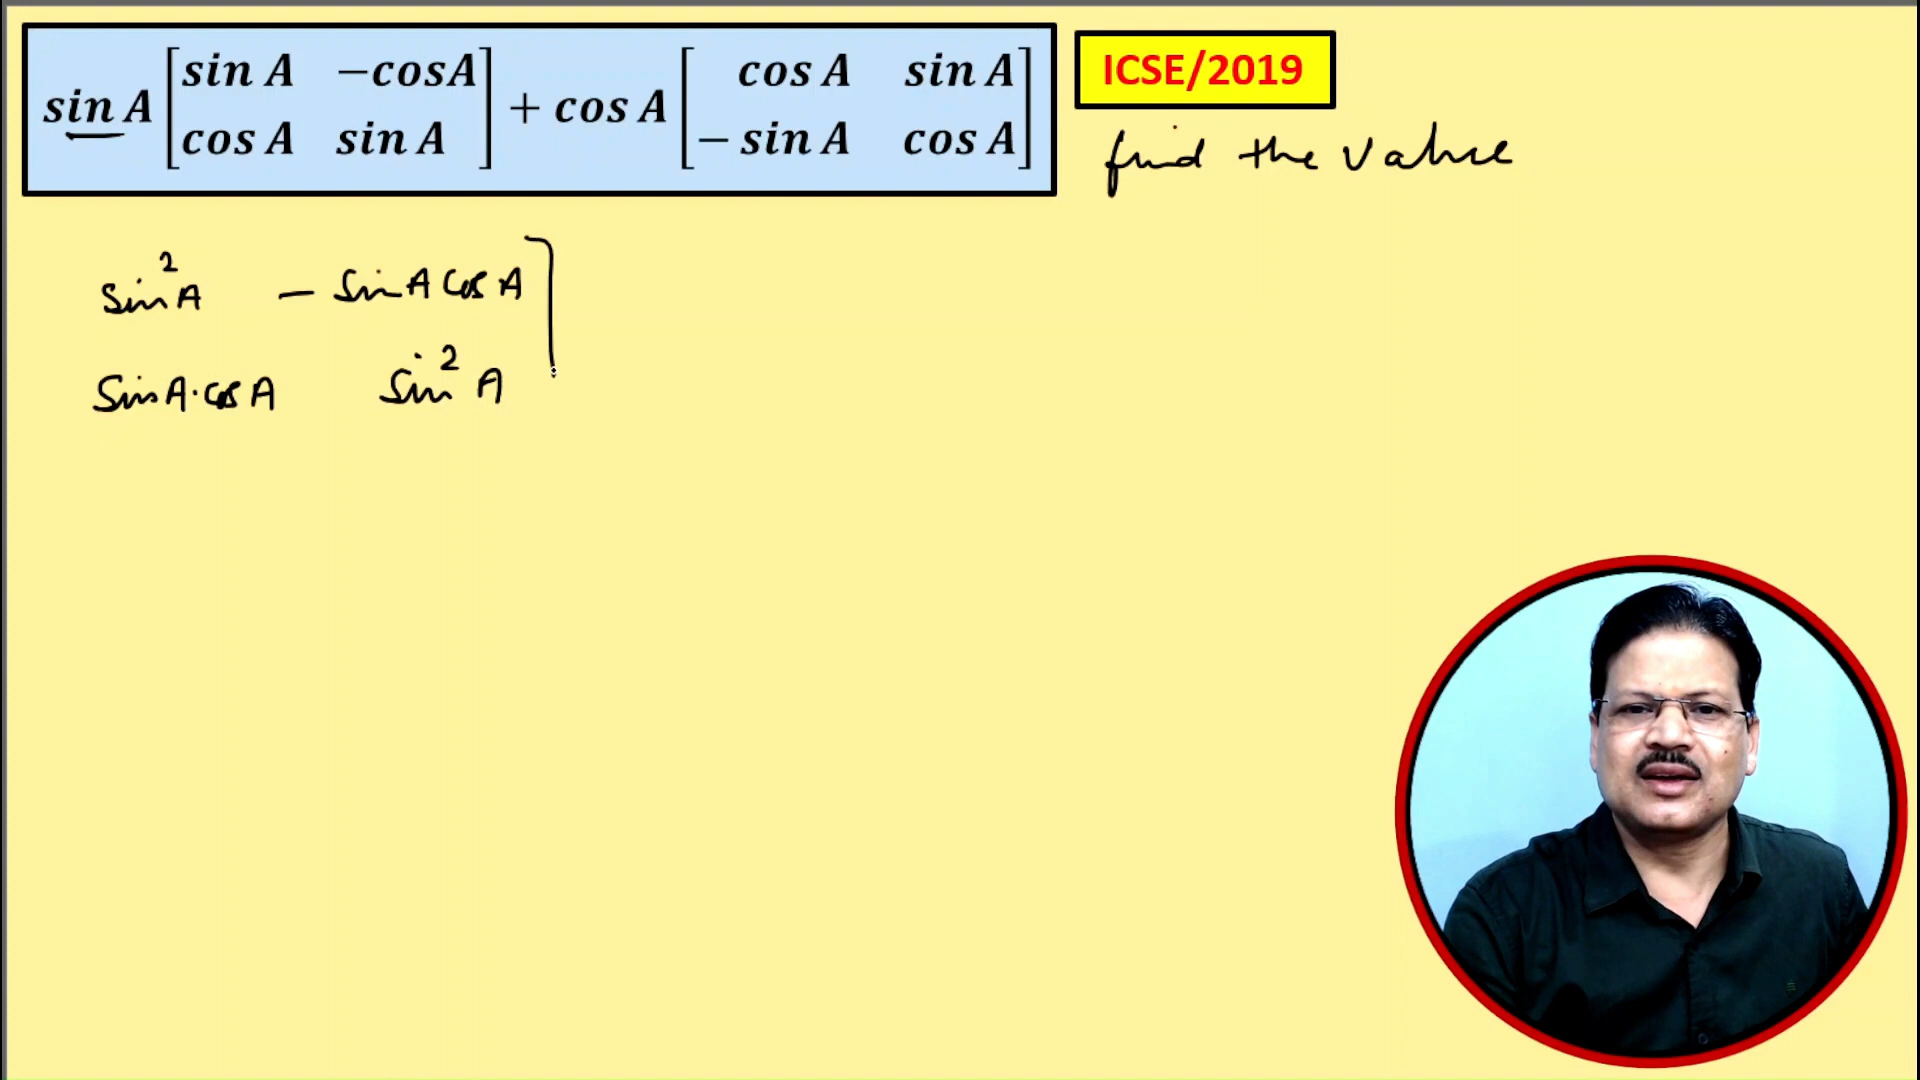 sin A [sin A −cosA
cos A sin A] + cos A [cos A sin A
− sin A cos A]
ICSE/2019
find the value
sin²A − sinA cosA]
sinA·cosA sin²A